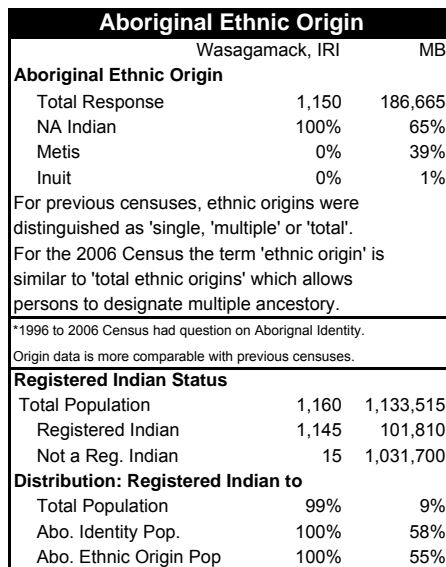 Aboriginal Ethnic Origin
Wasagamack, IRI MB
Aboriginal Ethnic Origin
Total Response 1,150 186,665
NA Indian 100% 65%
Metis 0% 39%
Inuit 0% 1%
For previous censuses, ethnic origins were
distinguished as 'single, 'multiple' or 'total'.
For the 2006 Census the term 'ethnic origin' is
similar to 'total ethnic origins' which allows
persons to designate multiple ancestory.
*1996 to 2006 Census had question on Aborignal Identity.
Origin data is more comparable with previous censuses.
Registered Indian Status
Total Population 1,160 1,133,515
Registered Indian 1,145 101,810
Not a Reg. Indian 15 1,031,700
Distribution: Registered Indian to
Total Population 99% 9%
Abo. Identity Pop. 100% 58%
Abo. Ethnic Origin Pop 100% 55%